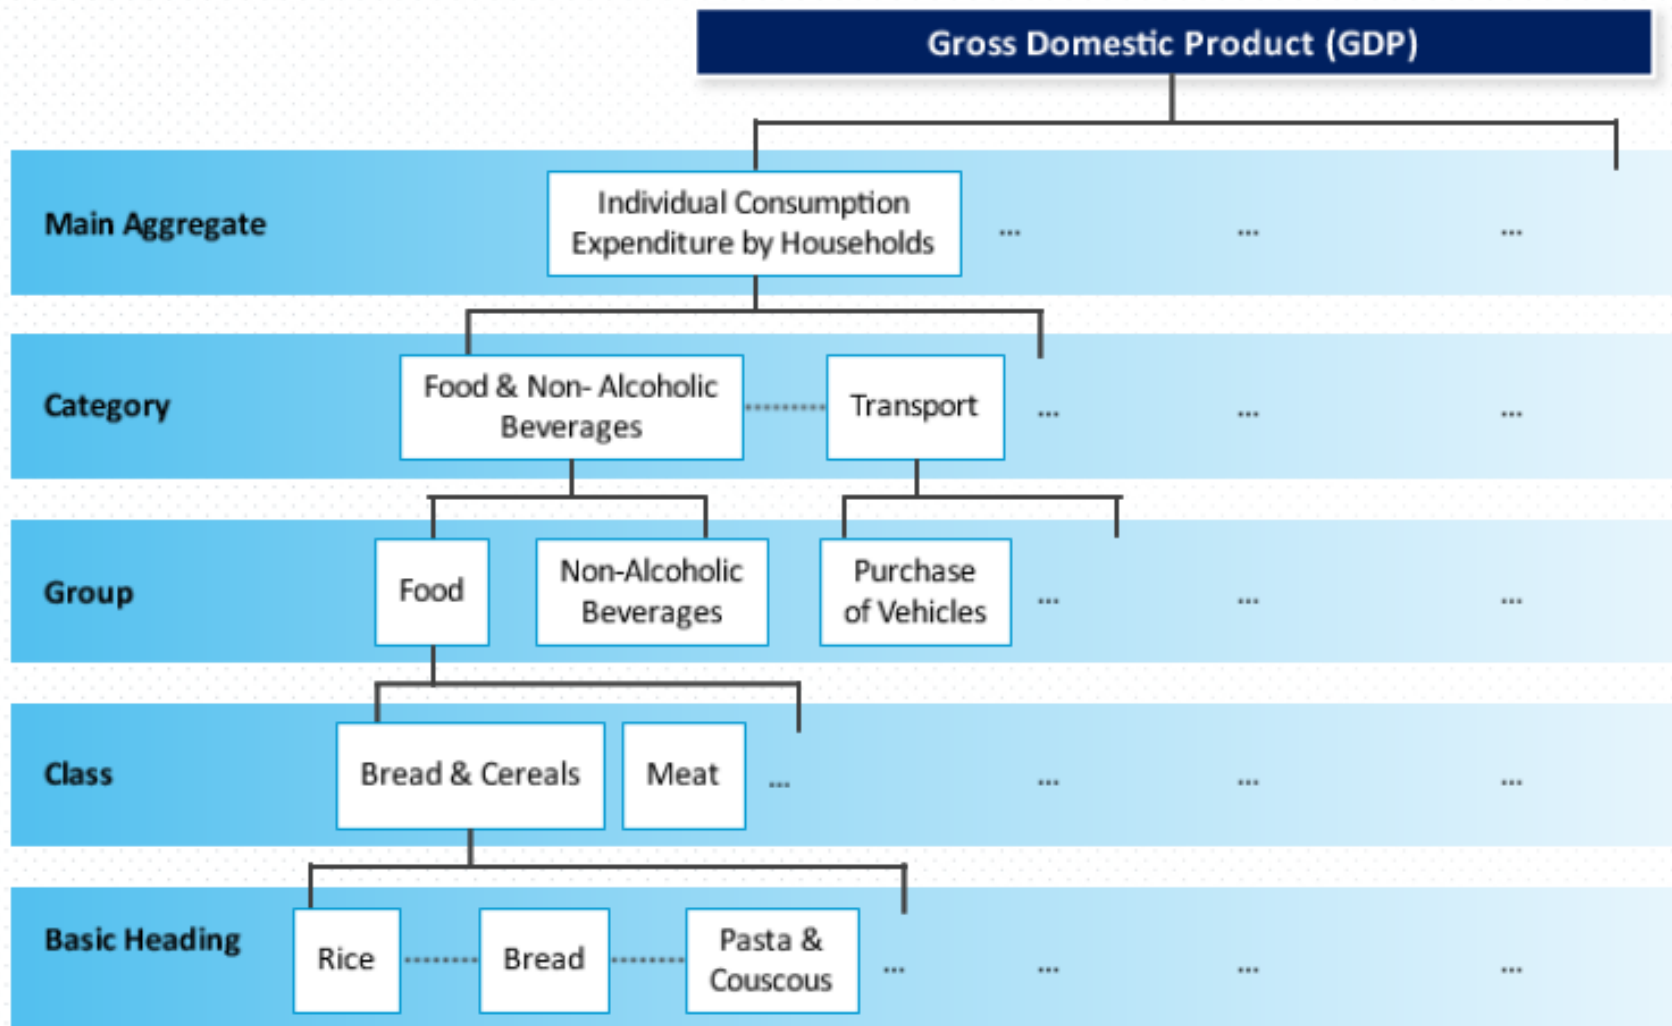 Gross Domestic Product (GDP)
Main Aggregate
Individual Consumption
Expenditure by Households
...
...
...
Category
Food & Non- Alcoholic
Beverages
Transport
...
...
...
Group
Food
Non-Alcoholic
Beverages
Purchase
of Vehicles
...
...
...
Class
Bread & Cereals
Meat
...
...
...
...
Basic Heading
Rice
Bread
Pasta &
Couscous
...
...
...
...